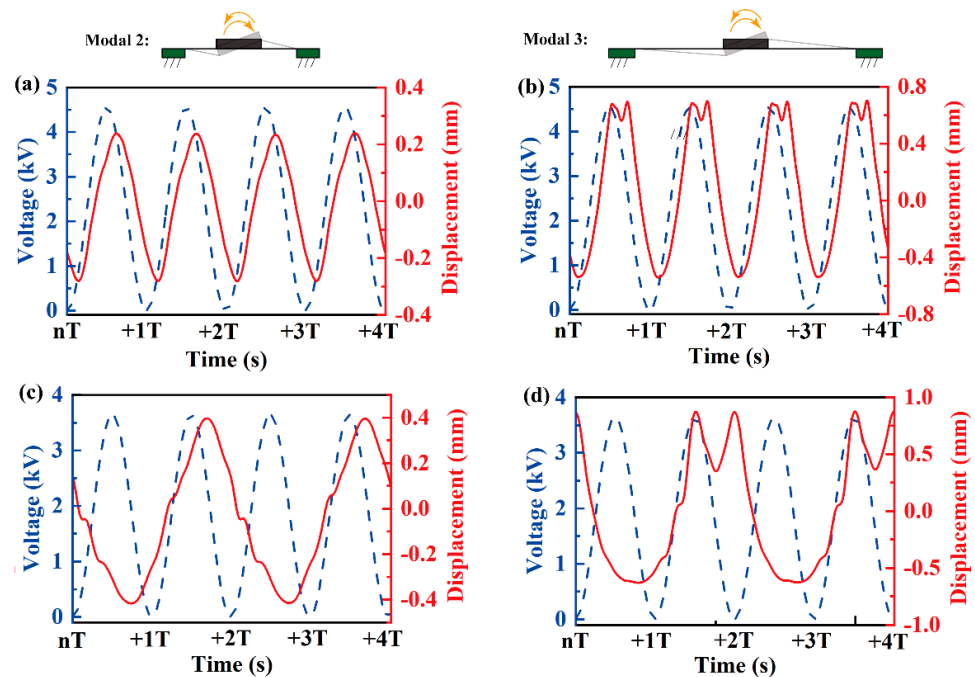 Modal 2:
Modal 3:
(a)
5
4
3
2
1
0
Voltage (kV)
0.4
0.2
0.0
-0.2
-0.4
Displacement (mm)
nT +1T +2T +3T +4T
Time (s)
(b)
5
4
3
2
1
0
Voltage (kV)
0.8
0.4
0.0
-0.4
-0.8
Displacement (mm)
nT +1T +2T +3T +4T
Time (s)
(c)
4
3
2
1
0
Voltage (kV)
0.4
0.2
0.0
-0.2
-0.4
Displacement (mm)
nT +1T +2T +3T +4T
Time (s)
(d)
4
3
2
1
0
Voltage (kV)
1.0
0.5
0.0
-0.5
-1.0
Displacement (mm)
nT +1T +2T +3T +4T
Time (s)